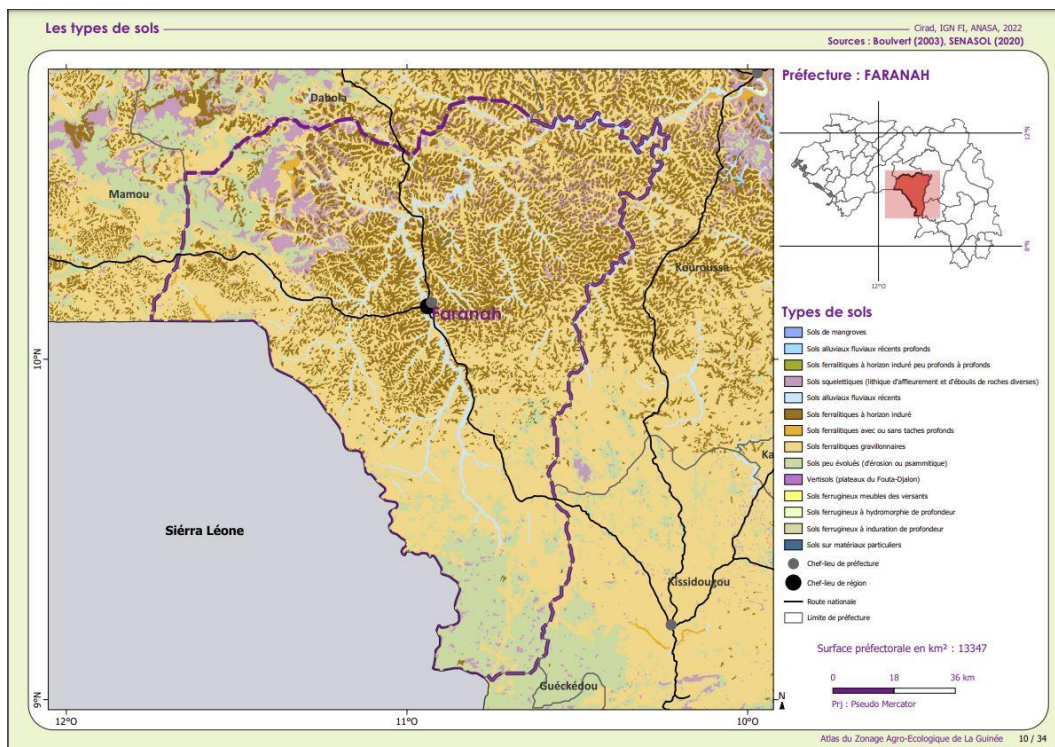 Les types de sols
Cirad, IGN FI, ANASA, 2022
Sources : Boulvert (2003), SENASOL (2020)
Dabola
Mamou
Kouroussa
Faranah
Siérra Léone
Kissidougou
Guéckédou
Ka
10°N
9°N
12°O
11°O
10°O
N
Préfecture : FARANAH
12°N
8°N
12°O
Types de sols
Sols de mangroves
Sols alluviaux fluviaux récents profonds
Sols ferralitiques à horizon induré peu profonds à profonds
Sols squelettiques (lithique d'affleurement et d'éboulis de roches diverses)
Sols alluviaux fluviaux récents
Sols ferralitiques à horizon induré
Sols ferralitiques avec ou sans taches profonds
Sols ferralitiques gravillonnaires
Sols peu évolués (d'érosion ou psammitique)
Vertisols (plateaux du Fouta-Djalon)
Sols ferrugineux meubles des versants
Sols ferrugineux à hydromorphie de profondeur
Sols ferrugineux à induration de profondeur
Sols sur matériaux particuliers
Chef-lieu de préfecture
Chef-lieu de région
Route nationale
Limite de préfecture
Surface préfectorale en km² : 13347
0 18 36 km
Prj : Pseudo Mercator
Atlas du Zonage Agro-Ecologique de La Guinée 10 / 34